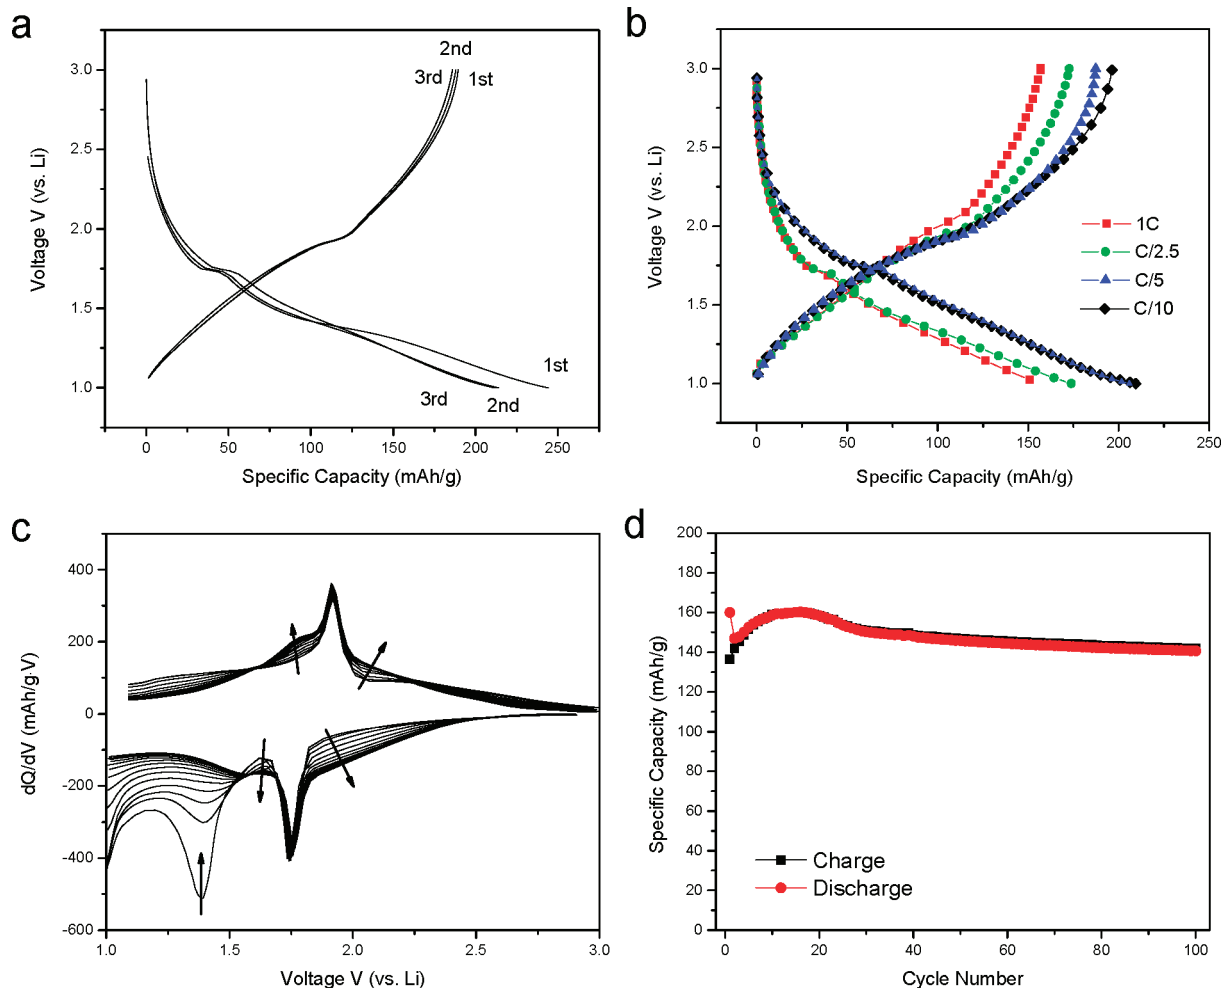 a
2nd
3rd 1st
3.0
2.5
2.0
1.5
1.0
Voltage V (vs. Li)
1st
3rd 2nd
0 50 100 150 200 250
Specific Capacity (mAh/g)
b
3.0
2.5
2.0
1.5
1.0
Voltage V (vs. Li)
1C
C/2.5
C/5
C/10
0 50 100 150 200 250
Specific Capacity (mAh/g)
c
400
200
0
-200
-400
-600
dQ/dV (mAh/g·V)
1.0 1.5 2.0 2.5 3.0
Voltage V (vs. Li)
d
200
180
160
140
120
100
80
60
40
20
0
Specific Capacity (mAh/g)
Charge
Discharge
0 20 40 60 80 100
Cycle Number